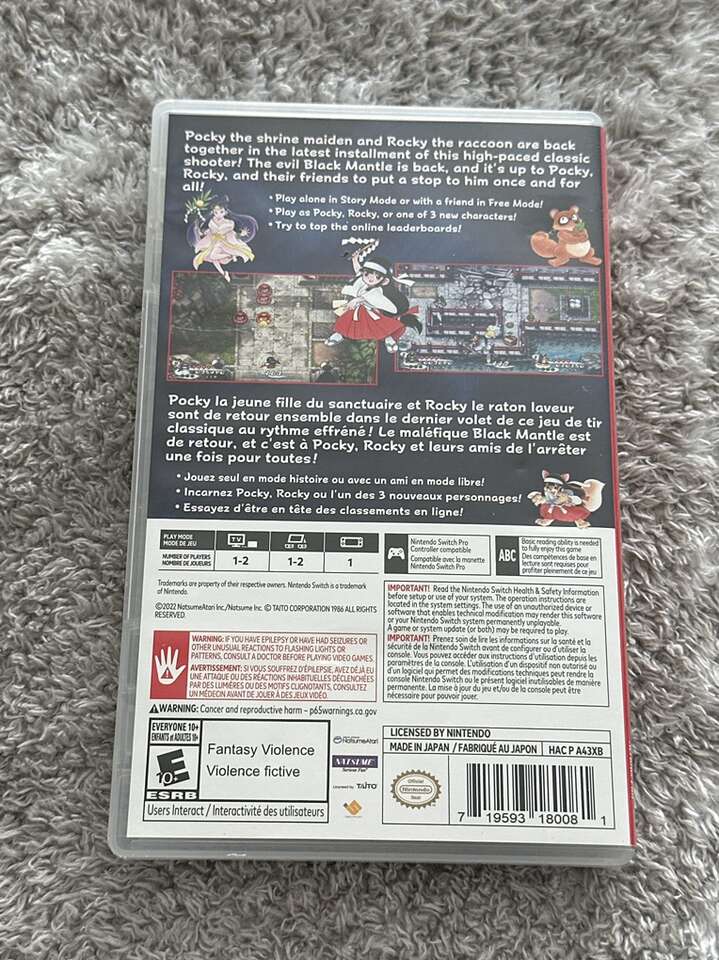 Pocky the shrine maiden and Rocky the raccoon are back
together in the latest installment of this high-paced classic
shooter! The evil Black Mantle is back, and it's up to Pocky,
Rocky, and their friends to put a stop to him once and for
all!
• Play alone in Story Mode or with a friend in Free Mode!
• Play as Pocky, Rocky, or one of 3 new characters!
• Try to top the online leaderboards!
Pocky la jeune fille du sanctuaire et Rocky le raton laveur
sont de retour ensemble dans le dernier volet de ce jeu de tir
classique au rythme effréné! Le maléfique Black Mantle est
de retour, et c'est à Pocky, Rocky et leurs amis de l'arrêter
une fois pour toutes!
• Jouez seul en mode histoire ou avec un ami en mode libre!
• Incarnez Pocky, Rocky ou l'un des 3 nouveaux personnages!
• Essayez d'être en tête des classements en ligne!
PLAY MODE
MODE DE JEU
TV
NUMBER OF PLAYERS
NOMBRE DE JOUEURS
1-2
1-2
1
Nintendo Switch Pro
Controller compatible
Compatible avec la manette
Nintendo Switch Pro
ABC
Basic reading ability is needed
to fully enjoy this game
Des compétences de base en
lecture sont requises pour
profiter pleinement de ce jeu
Trademarks are property of their respective owners. Nintendo Switch is a trademark
of Nintendo.
©2022 NatsumeAtari Inc./Natsume Inc. © TAITO CORPORATION 1986 ALL RIGHTS
RESERVED.
IMPORTANT! Read the Nintendo Switch Health & Safety Information
before setup or use of your system. The operation instructions are
located in the system settings. The use of an unauthorized device or
software that enables technical modification may render this software
or your Nintendo system permanently unplayable.
A game or system update (or both) may be required to play.
IMPORTANT! Prenez soin de lire les informations sur la santé et la
sécurité de la Nintendo Switch avant de configurer ou d'utiliser la
console. Vous pouvez accéder aux instructions d'utilisation depuis les
paramètres de la console. L'utilisation d'un dispositif non autorisé ou
d'un logiciel qui permet des modifications techniques peut rendre la
console Nintendo Switch ou le présent logiciel inutilisables de manière
permanente. La mise à jour du jeu et/ou de la console peut être
nécessaire pour pouvoir jouer.
WARNING: IF YOU HAVE EPILEPSY OR HAVE HAD SEIZURES OR
OTHER UNUSUAL REACTIONS TO FLASHING LIGHTS OR
PATTERNS, CONSULT A DOCTOR BEFORE PLAYING VIDEO GAMES.
AVERTISSEMENT: SI VOUS SOUFFREZ D'ÉPILEPSIE, AVEZ DÉJÀ EU
UNE ATTAQUE OU DES RÉACTIONS INHABITUELLES DÉCLENCHÉES
PAR DES LUMIÈRES OU DES MOTIFS CLIGNOTANTS, CONSULTEZ
UN MÉDECIN AVANT DE JOUER À DES JEUX VIDÉO.
WARNING: Cancer and reproductive harm – p65warnings.ca.gov
EVERYONE 10+
ENFANTS et ADULTES 10+
E
10+
ESRB
Fantasy Violence
Violence fictive
Users Interact / Interactivité des utilisateurs
NatsumeAtari
NATSUME
Serious Fun
Licensed by TAITO
LICENSED BY NINTENDO
MADE IN JAPAN / FABRIQUÉ AU JAPON
HAC P A43XB
Official
Nintendo
Seal
7 19593 18008 1